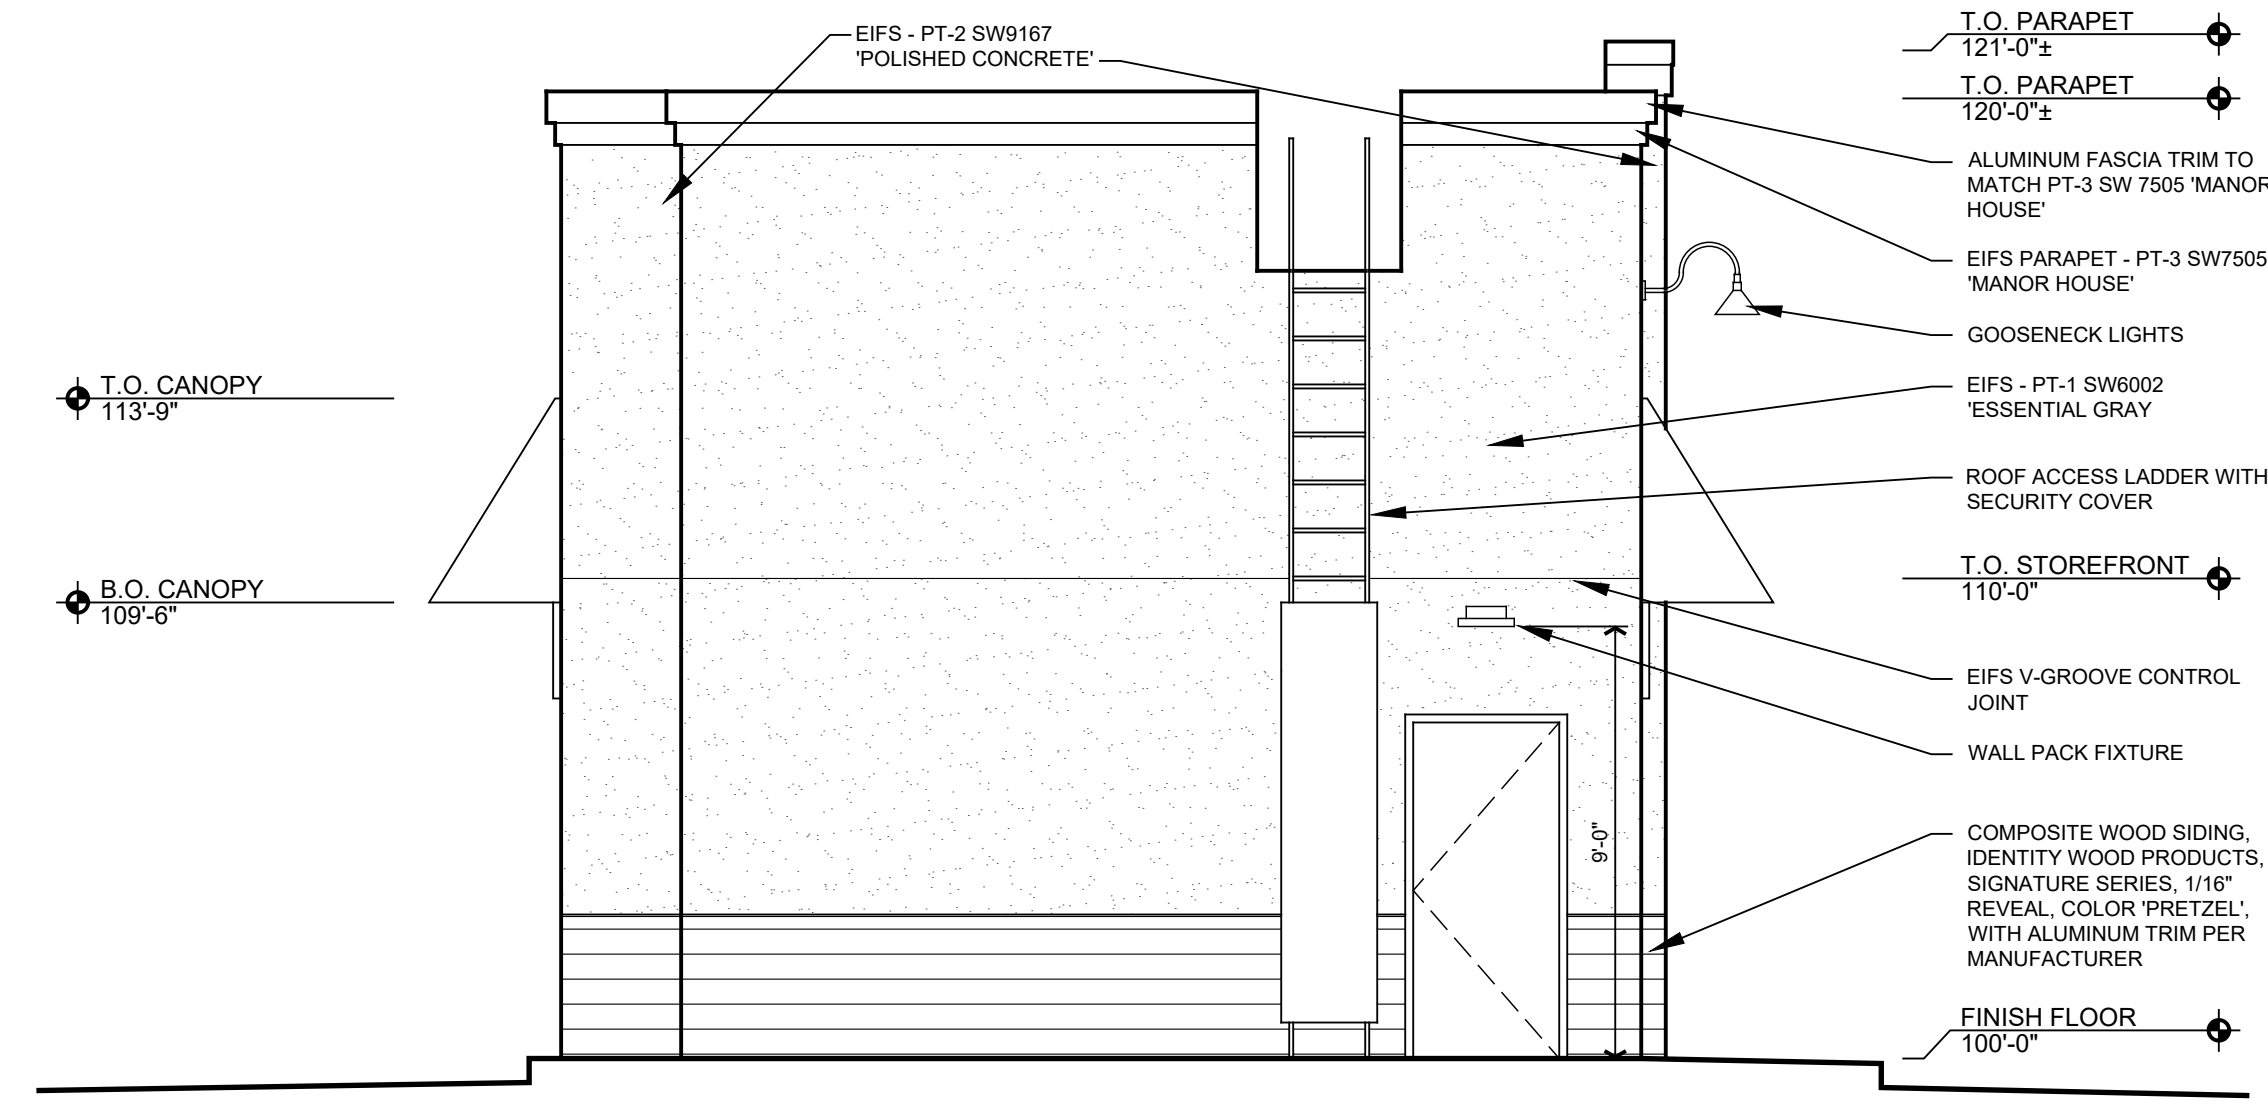 EIFS - PT-2 SW9167
'POLISHED CONCRETE'
T.O. PARAPET
121'-0"±
T.O. PARAPET
120'-0"±
ALUMINUM FASCIA TRIM TO
MATCH PT-3 SW 7505 'MANOR
HOUSE'
EIFS PARAPET - PT-3 SW7505
'MANOR HOUSE'
GOOSENECK LIGHTS
T.O. CANOPY
113'-9"
EIFS - PT-1 SW6002
'ESSENTIAL GRAY
ROOF ACCESS LADDER WITH
SECURITY COVER
T.O. STOREFRONT
110'-0"
B.O. CANOPY
109'-6"
EIFS V-GROOVE CONTROL
JOINT
WALL PACK FIXTURE
9'-0"
COMPOSITE WOOD SIDING,
IDENTITY WOOD PRODUCTS,
SIGNATURE SERIES, 1/16"
REVEAL, COLOR 'PRETZEL',
WITH ALUMINUM TRIM PER
MANUFACTURER
FINISH FLOOR
100'-0"